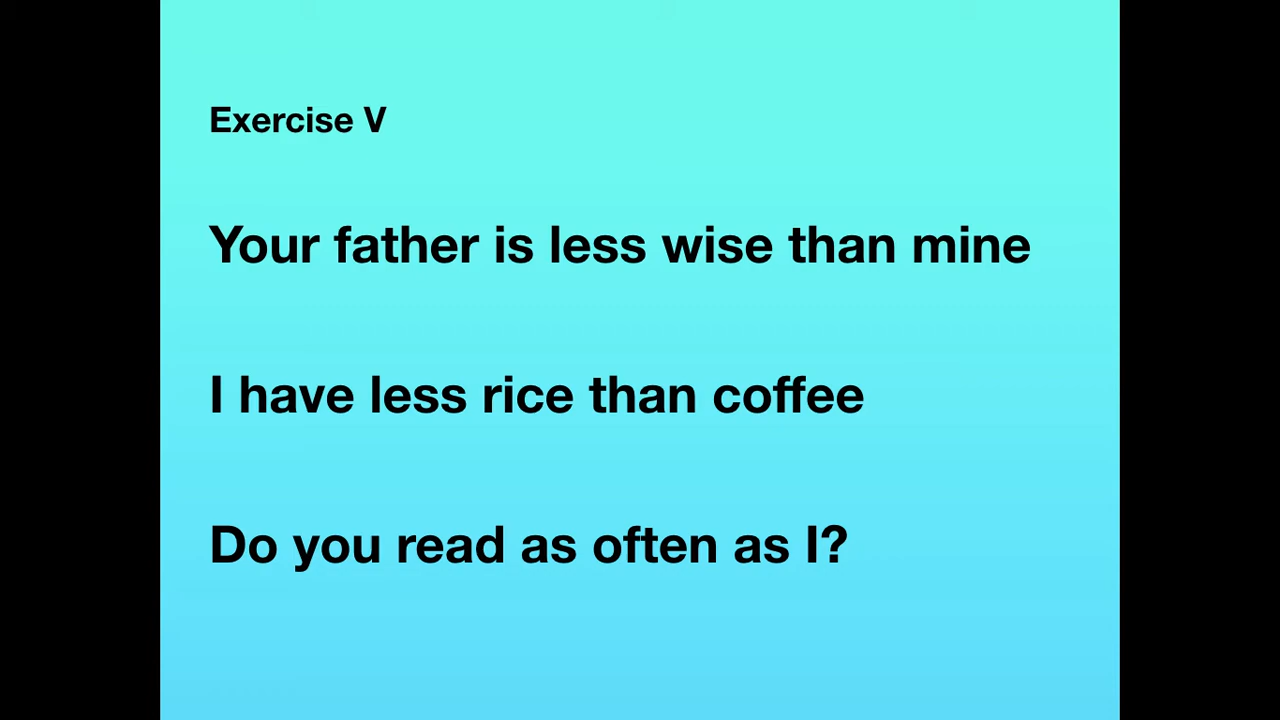 Exercise V
Your father is less wise than mine
I have less rice than coffee
Do you read as often as I?